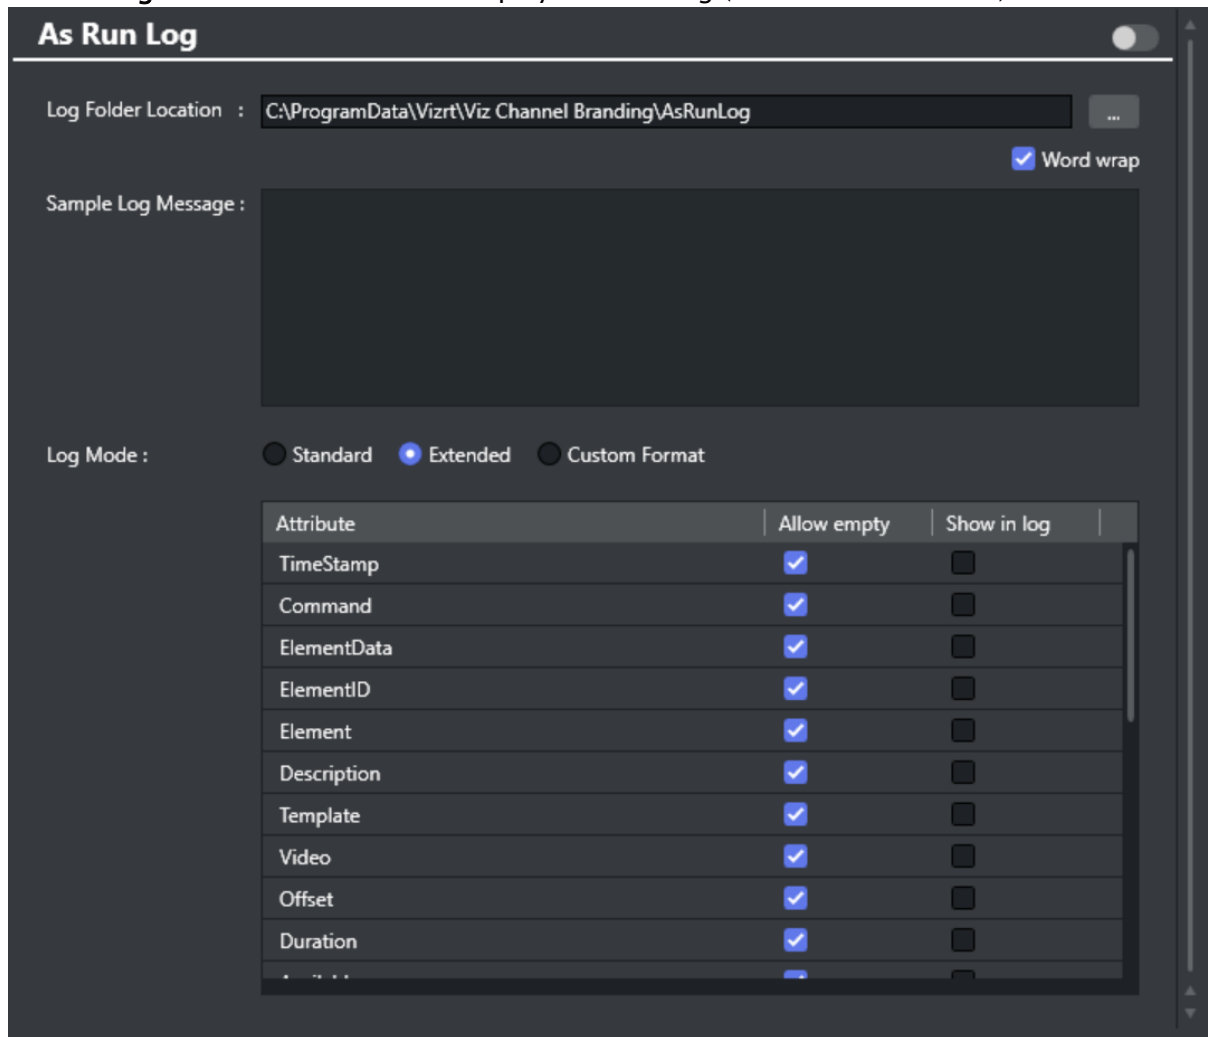 As Run Log
Log Folder Location :
C:\ProgramData\Vizrt\Viz Channel Branding\AsRunLog
...
Word wrap
Sample Log Message :
Log Mode :
Standard Extended Custom Format
Attribute Allow empty Show in log
TimeStamp
Command
ElementData
ElementID
Element
Description
Template
Video
Offset
Duration